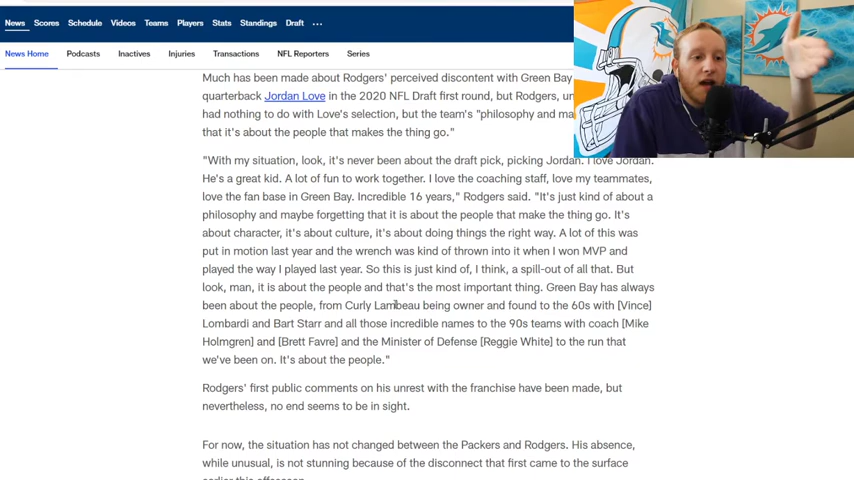 News Scores Schedule Videos Teams Players Stats Standings Draft ...
News Home Podcasts Inactives Injuries Transactions NFL Reporters Series
Much has been made about Rodgers' perceived discontent with Green Bay
quarterback Jordan Love in the 2020 NFL Draft first round, but Rodgers,
had nothing to do with Love's selection, but the team's "philosophy and
that it's about the people that makes the thing go."
"With my situation, look, it's never been about the draft pick, picking Jordan. I love Jordan.
He's a great kid. A lot of fun to work together. I love the coaching staff, love my teammates,
love the fan base in Green Bay. Incredible 16 years," Rodgers said. "It's just kind of about a
philosophy and maybe forgetting that it is about the people that make the thing go. It's
about character, it's about culture, it's about doing things the right way. A lot of this was
put in motion last year and the wrench was kind of thrown into it when I won MVP and
played the way I played last year. So this is just kind of, I think, a spill-out of all that. But
look, man, it is about the people and that's the most important thing. Green Bay has always
been about the people, from Curly Lambeau being owner and found to the 60s with [Vince]
Lombardi and Bart Starr and all those incredible names to the 90s teams with coach [Mike
Holmgren] and [Brett Favre] and the Minister of Defense [Reggie White] to the run that
we've been on. It's about the people."
Rodgers' first public comments on his unrest with the franchise have been made, but
nevertheless, no end seems to be in sight.
For now, the situation has not changed between the Packers and Rodgers. His absence,
while unusual, is not stunning because of the disconnect that first came to the surface
earlier this offseason.